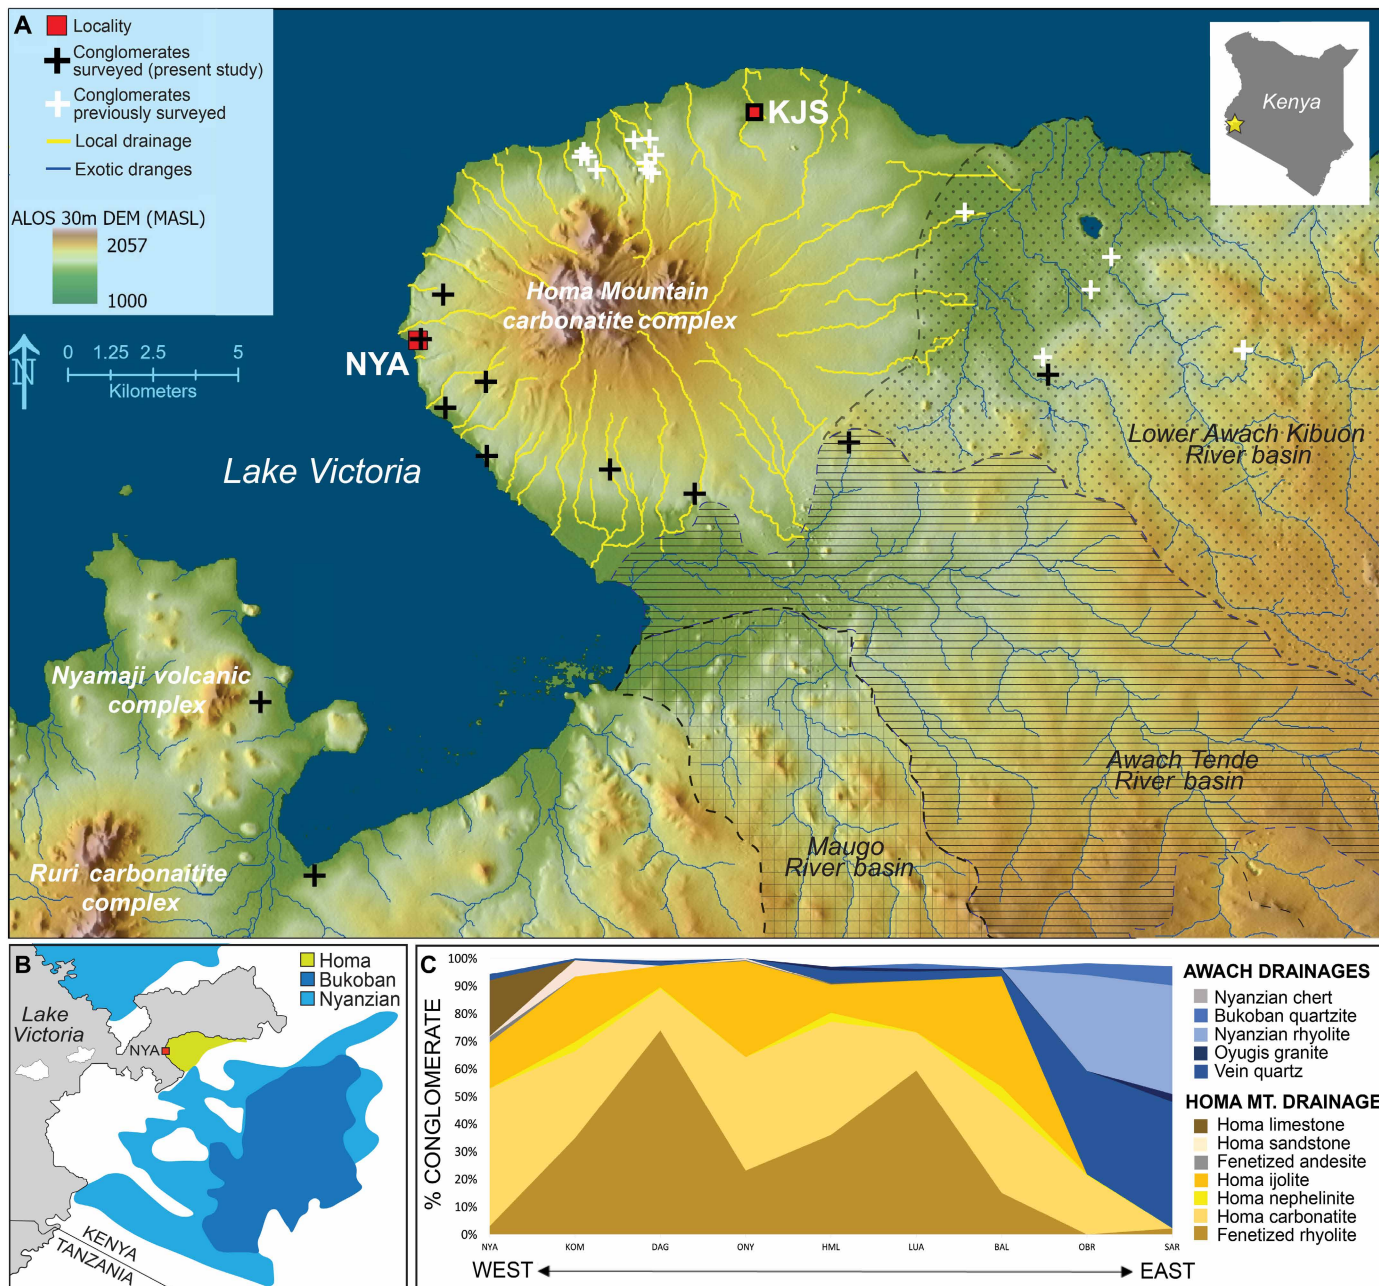 A
Locality
Conglomerates
surveyed (present study)
Conglomerates
previously surveyed
Local drainage
Exotic dranges
ALOS 30m DEM (MASL)
2057
1000
N
0 1.25 2.5 5
Kilometers
KJS
Kenya
Homa Mountain
carbonatite complex
NYA
Lake Victoria
Lower Awach Kibuon
River basin
Nyamaji volcanic
complex
Awach Tende
River basin
Maugo
River basin
Ruri carbonaitite
complex
B
Homa
Bukoban
Nyanzian
Lake
Victoria
NYA
KENYA
TANZANIA
C
% CONGLOMERATE
100%
90%
80%
70%
60%
50%
40%
30%
20%
10%
0%
NYA KOM DAG ONY HML LUA BAL OBR SAR
WEST EAST
AWACH DRAINAGES
Nyanzian chert
Bukoban quartzite
Nyanzian rhyolite
Oyugis granite
Vein quartz
HOMA MT. DRAINAGE
Homa limestone
Homa sandstone
Fenetized andesite
Homa ijolite
Homa nephelinite
Homa carbonatite
Fenetized rhyolite